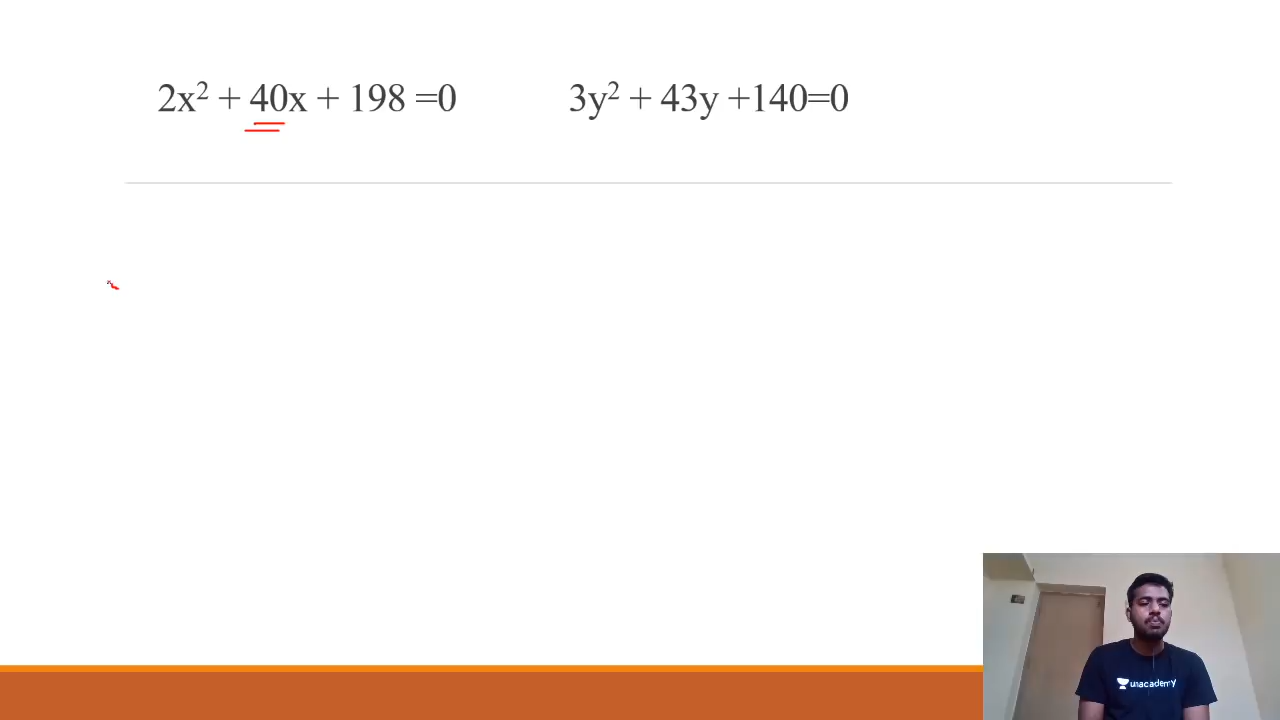 2x² + 40x + 198 =0 3y² + 43y +140=0
unacademy